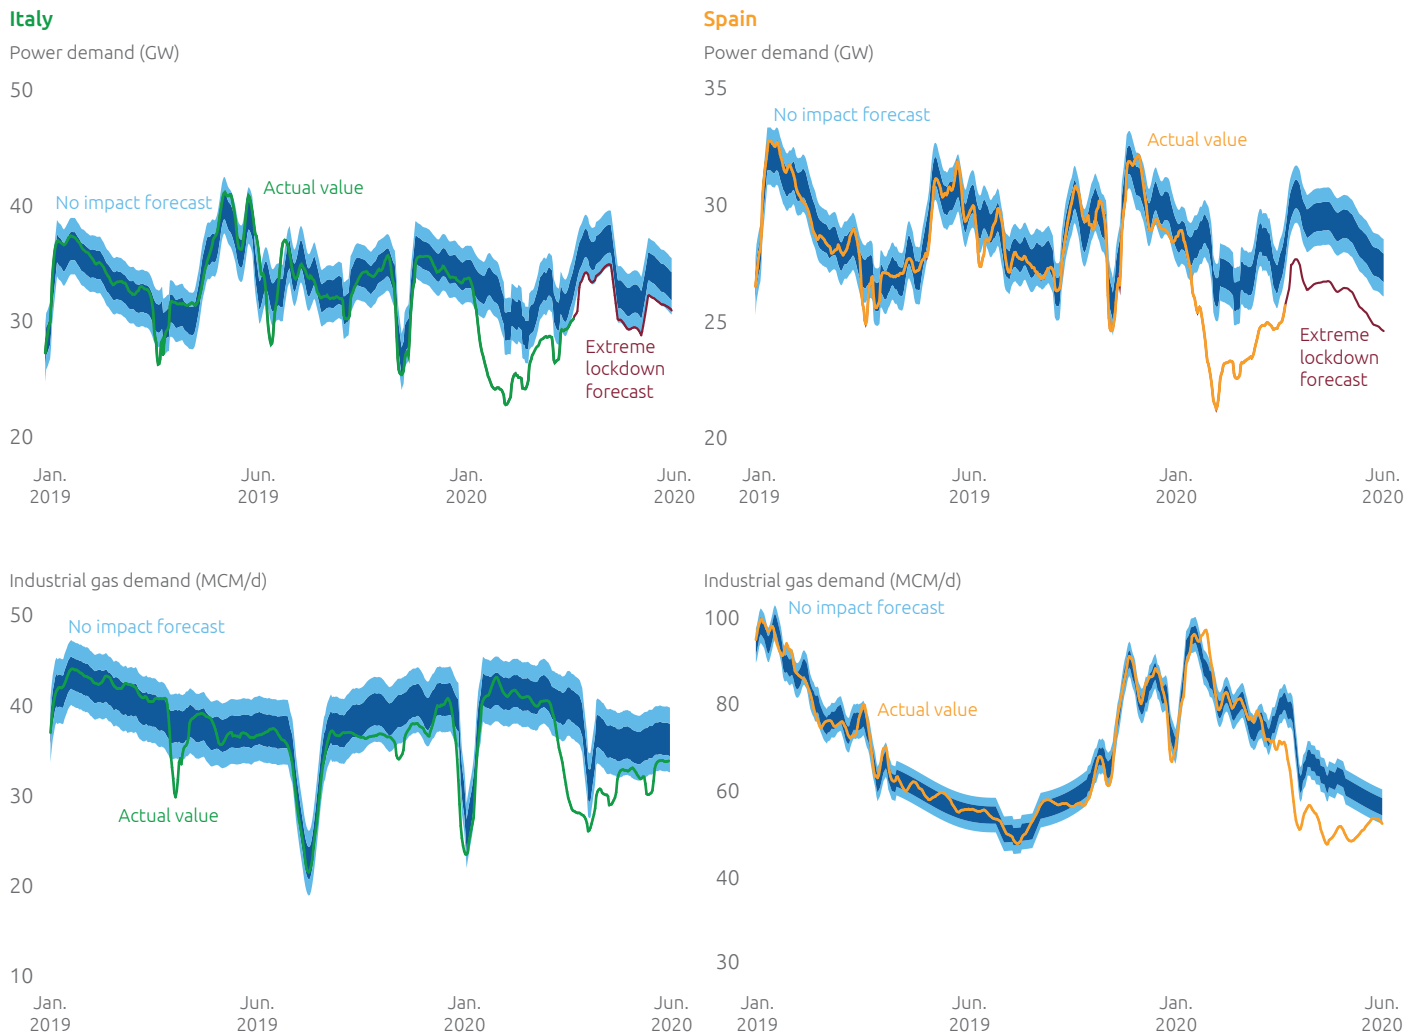 Italy
Power demand (GW)
50
40
30
20
No impact forecast
Actual value
Extreme
lockdown
forecast
Jan.
2019
Jun.
2019
Jan.
2020
Jun.
2020
Spain
Power demand (GW)
35
30
25
20
No impact forecast
Actual value
Extreme
lockdown
forecast
Jan.
2019
Jun.
2019
Jan.
2020
Jun.
2020
Industrial gas demand (MCM/d)
50
40
30
20
10
No impact forecast
Actual value
Jan.
2019
Jun.
2019
Jan.
2020
Jun.
2020
Industrial gas demand (MCM/d)
100
80
60
40
30
No impact forecast
Actual value
Jan.
2019
Jun.
2019
Jan.
2020
Jun.
2020